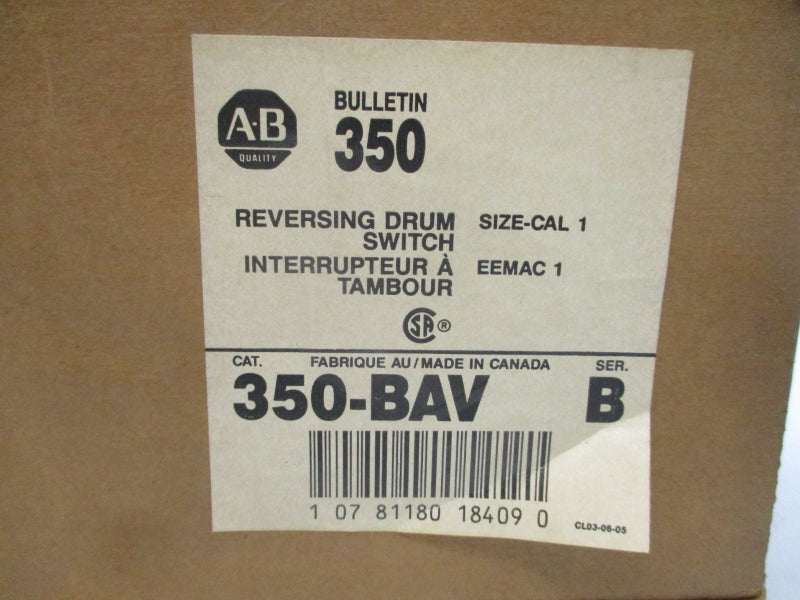 A·B
QUALITY
BULLETIN
350
REVERSING DRUM SWITCH
SIZE-CAL 1
INTERRUPTEUR À TAMBOUR
EEMAC 1
CSA®
CAT.
FABRIQUE AU/MADE IN CANADA
SER.
350-BAV
B
1 07 81180 18409 0
CL03-06-05